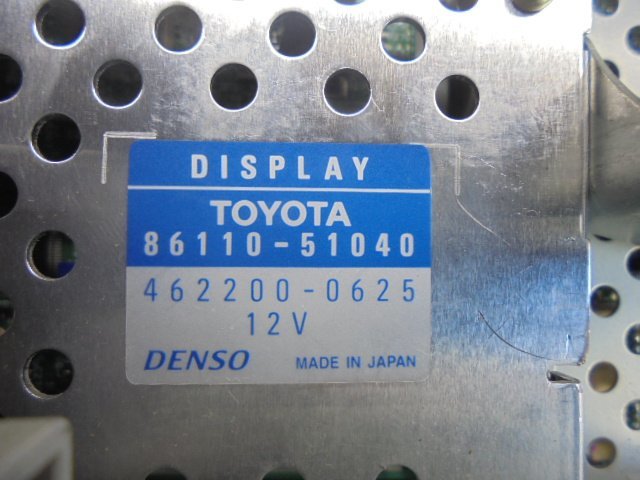 DISPLAY
TOYOTA
86110-51040
462200-0625
12V
DENSO MADE IN JAPAN